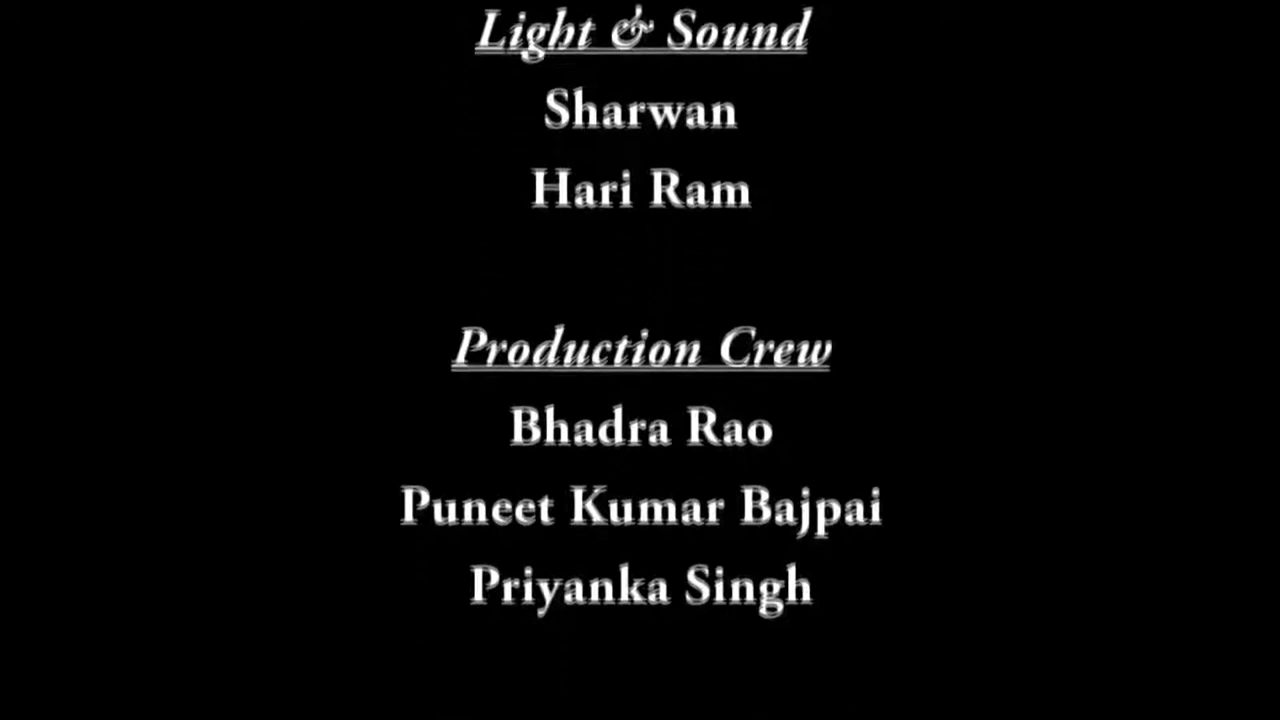 Light & Sound
Sharwan
Hari Ram
Production Crew
Bhadra Rao
Puneet Kumar Bajpai
Priyanka Singh